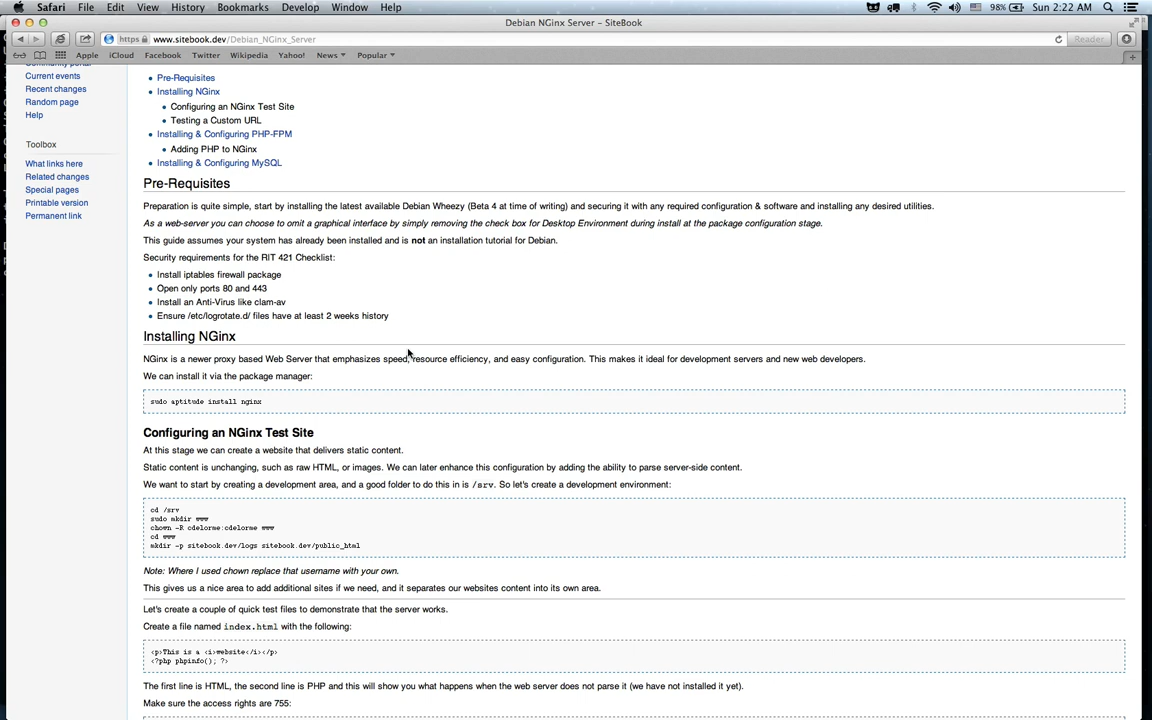 Safari File Edit View History Bookmarks Develop Window Help 98% Sun 2:22 AM
Debian NGinx Server – SiteBook
https www.sitebook.dev/Debian_NGinx_Server Reader
Apple iCloud Facebook Twitter Wikipedia Yahoo! News Popular
Community portal
Current events
Recent changes
Random page
Help
Toolbox
What links here
Related changes
Special pages
Printable version
Permanent link
Pre-Requisites
Installing NGinx
Configuring an NGinx Test Site
Testing a Custom URL
Installing & Configuring PHP-FPM
Adding PHP to NGinx
Installing & Configuring MySQL
Pre-Requisites
Preparation is quite simple, start by installing the latest available Debian Wheezy (Beta 4 at time of writing) and securing it with any required configuration & software and installing any desired utilities.
As a web-server you can choose to omit a graphical interface by simply removing the check box for Desktop Environment during install at the package configuration stage.
This guide assumes your system has already been installed and is not an installation tutorial for Debian.
Security requirements for the RIT 421 Checklist:
Install iptables firewall package
Open only ports 80 and 443
Install an Anti-Virus like clam-av
Ensure /etc/logrotate.d/ files have at least 2 weeks history
Installing NGinx
NGinx is a newer proxy based Web Server that emphasizes speed, resource efficiency, and easy configuration. This makes it ideal for development servers and new web developers.
We can install it via the package manager:
sudo aptitude install nginx
Configuring an NGinx Test Site
At this stage we can create a website that delivers static content.
Static content is unchanging, such as raw HTML, or images. We can later enhance this configuration by adding the ability to parse server-side content.
We want to start by creating a development area, and a good folder to do this in is /srv. So let's create a development environment:
cd /srv
sudo mkdir www
chown -R cdelorme:cdelorme www
cd www
mkdir -p sitebook.dev/logs sitebook.dev/public_html
Note: Where I used chown replace that username with your own.
This gives us a nice area to add additional sites if we need, and it separates our websites content into its own area.
Let's create a couple of quick test files to demonstrate that the server works.
Create a file named index.html with the following:
<p>This is a <i>website</i></p>
<?php phpinfo(); ?>
The first line is HTML, the second line is PHP and this will show you what happens when the web server does not parse it (we have not installed it yet).
Make sure the access rights are 755: